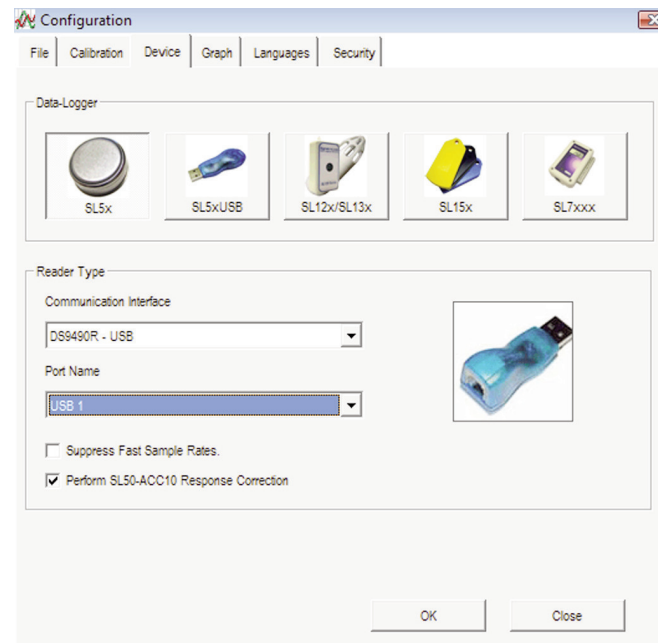 Configuration
File Calibration Device Graph Languages Security
Data-Logger
SL5x SL5xUSB SL12x/SL13x SL15x SL7xxx
Reader Type
Communication Interface
DS9490R - USB
Port Name
USB 1
Suppress Fast Sample Rates.
Perform SL50-ACC10 Response Correction
OK Close